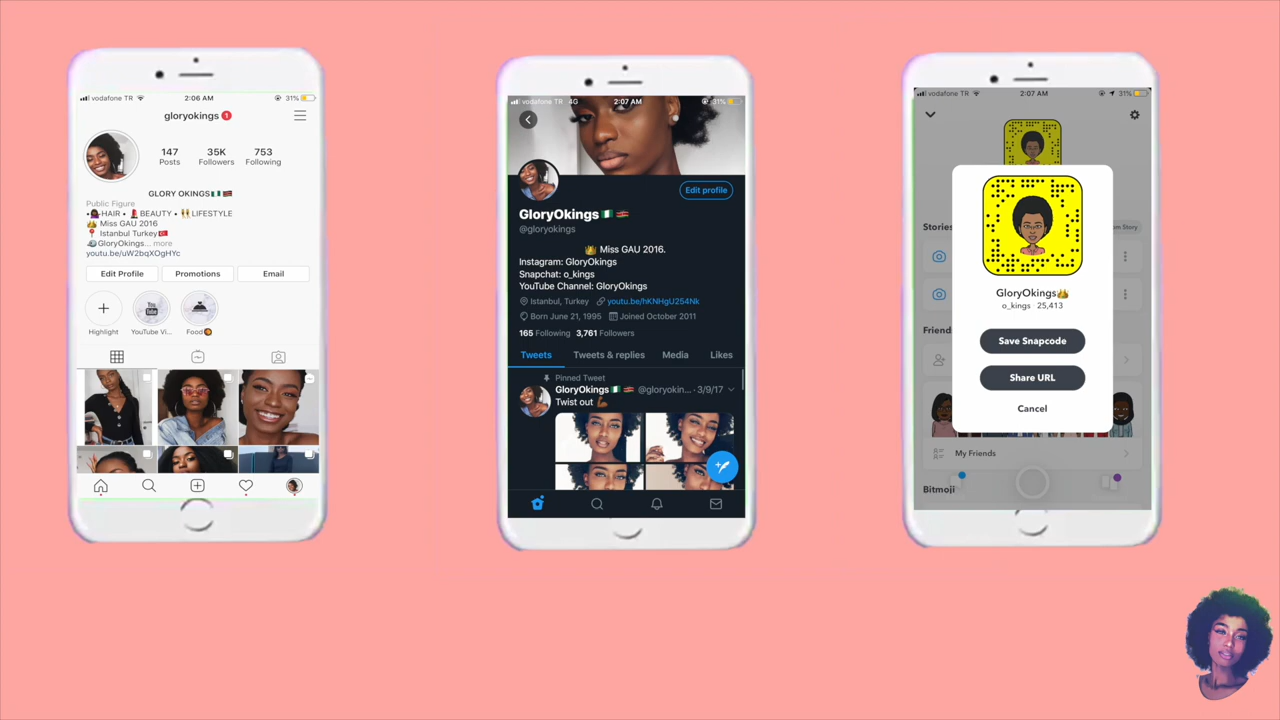 vodafone TR
2:06 AM
31%
gloryokings 1
147
Posts
35K
Followers
753
Following
GLORY OKINGS
Public Figure
•HAIR • BEAUTY • LIFESTYLE
Miss GAU 2016
Istanbul Turkey
GloryOkings... more
youtu.be/uW2bqXOgHYc
Edit Profile
Promotions
Email
Highlight
YouTube Vi...
Food
vodafone TR 4G
2:07 AM
31%
Edit profile
GloryOkings
@gloryokings
Miss GAU 2016.
Instagram: GloryOkings
Snapchat: o_kings
YouTube Channel: GloryOkings
Istanbul, Turkey youtu.be/hKNHgU254Nk
Born June 21, 1995 Joined October 2011
165 Following 3,761 Followers
Tweets
Tweets & replies
Media
Likes
Pinned Tweet
GloryOkings @gloryokin... · 3/9/17
Twist out
vodafone TR
2:07 AM
31%
Stories
Story
GloryOkings
o_kings 25,413
Save Snapcode
Friend
Share URL
Cancel
My Friends
Bitmoji